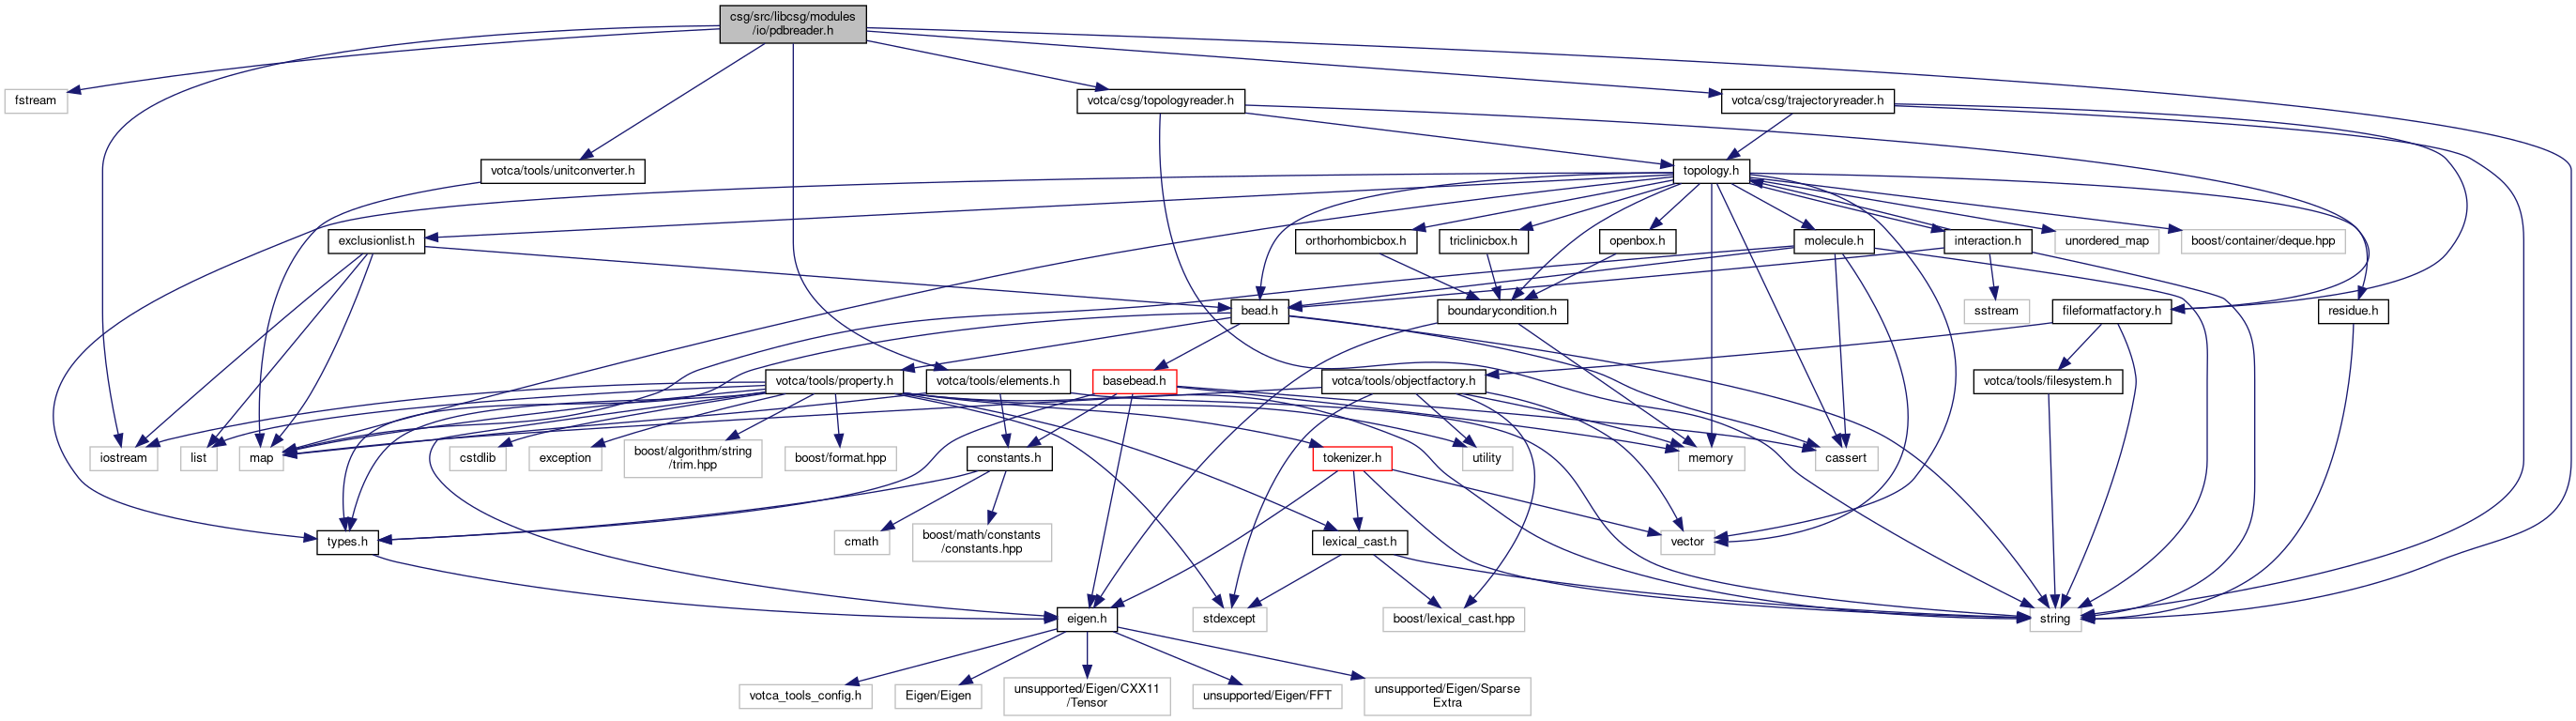 csg/src/libcsg/modules
/io/pdbreader.h
fstream
votca/csg/topologyreader.h
votca/csg/trajectoryreader.h
votca/tools/unitconverter.h
topology.h
exclusionlist.h
orthorhombicbox.h
triclinicbox.h
openbox.h
molecule.h
interaction.h
unordered_map
boost/container/deque.hpp
bead.h
boundarycondition.h
sstream
fileformatfactory.h
residue.h
votca/tools/property.h
votca/tools/elements.h
basebead.h
votca/tools/objectfactory.h
votca/tools/filesystem.h
iostream
list
map
cstdlib
exception
boost/algorithm/string
/trim.hpp
boost/format.hpp
constants.h
tokenizer.h
utility
memory
cassert
types.h
cmath
boost/math/constants
/constants.hpp
lexical_cast.h
vector
eigen.h
stdexcept
boost/lexical_cast.hpp
string
votca_tools_config.h
Eigen/Eigen
unsupported/Eigen/CXX11
/Tensor
unsupported/Eigen/FFT
unsupported/Eigen/Sparse
Extra